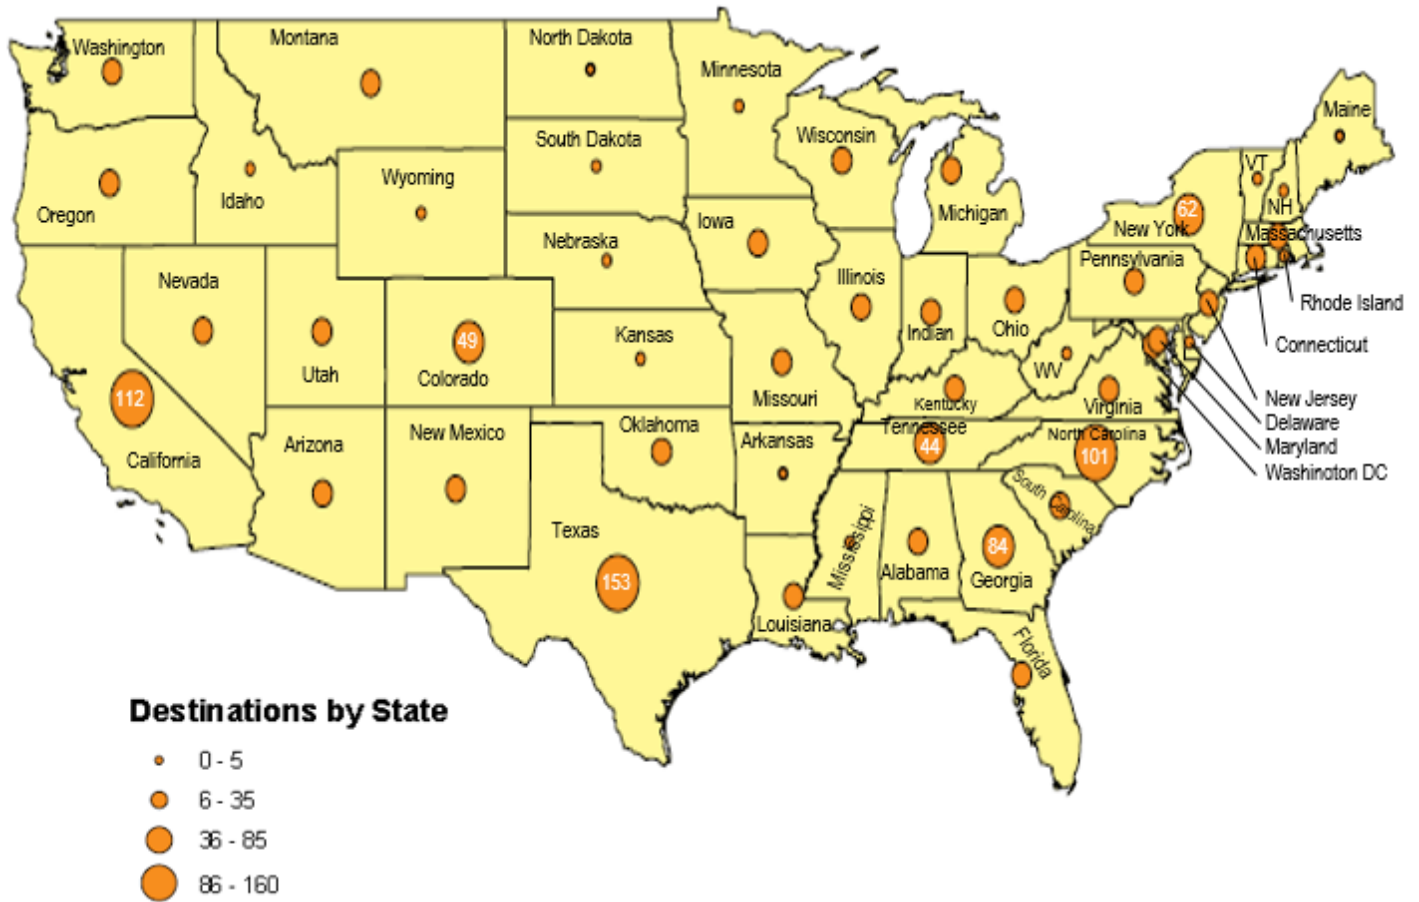 Washington
Montana
North Dakota
Minnesota
Maine
South Dakota
Wisconsin
VT
Wyoming
Idaho
Oregon
Michigan
NH
62
New York
Massachusetts
Iowa
Nebraska
Pennsylvania
Nevada
Illinois
Rhode Island
Indian
Ohio
Kansas
49
Connecticut
WV
Utah
Colorado
112
Missouri
Kentucky
Virginia
New Jersey
Delaware
Maryland
Washington DC
Oklahoma
Tennessee
44
North Carolina
101
Arizona
New Mexico
Arkansas
California
South Carolina
Texas
Mississippi
84
Alabama
Georgia
153
Louisiana
Florida
Destinations by State
0 - 5
6 - 35
36 - 85
86 - 160